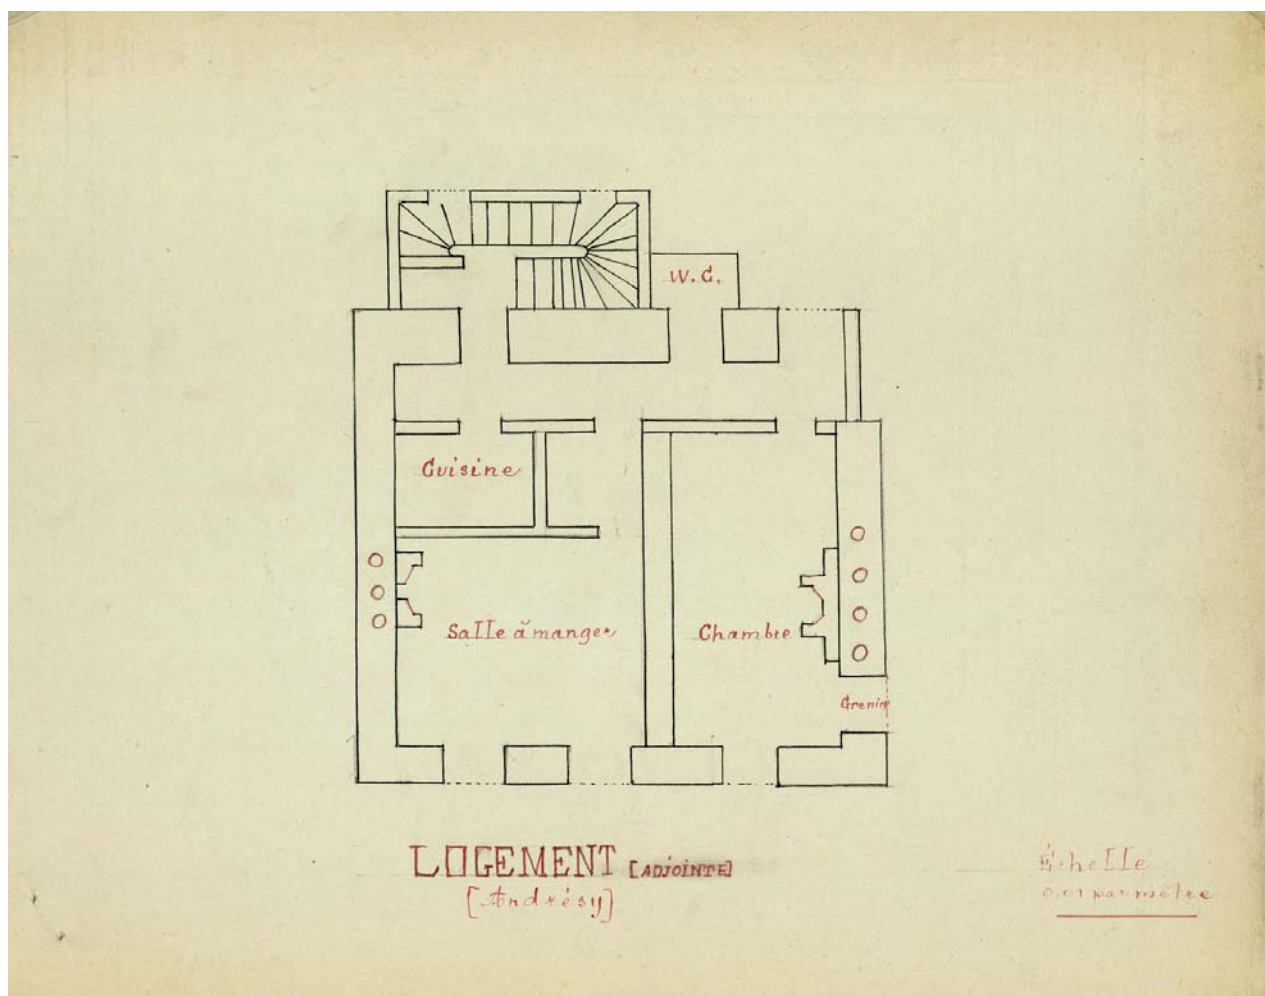 W.C.
Cuisine
Salle à manger
Chambre
Grenier
LOGEMENT [ADJOINTE]
[Andrésy]
Échelle
0.01 par mètre